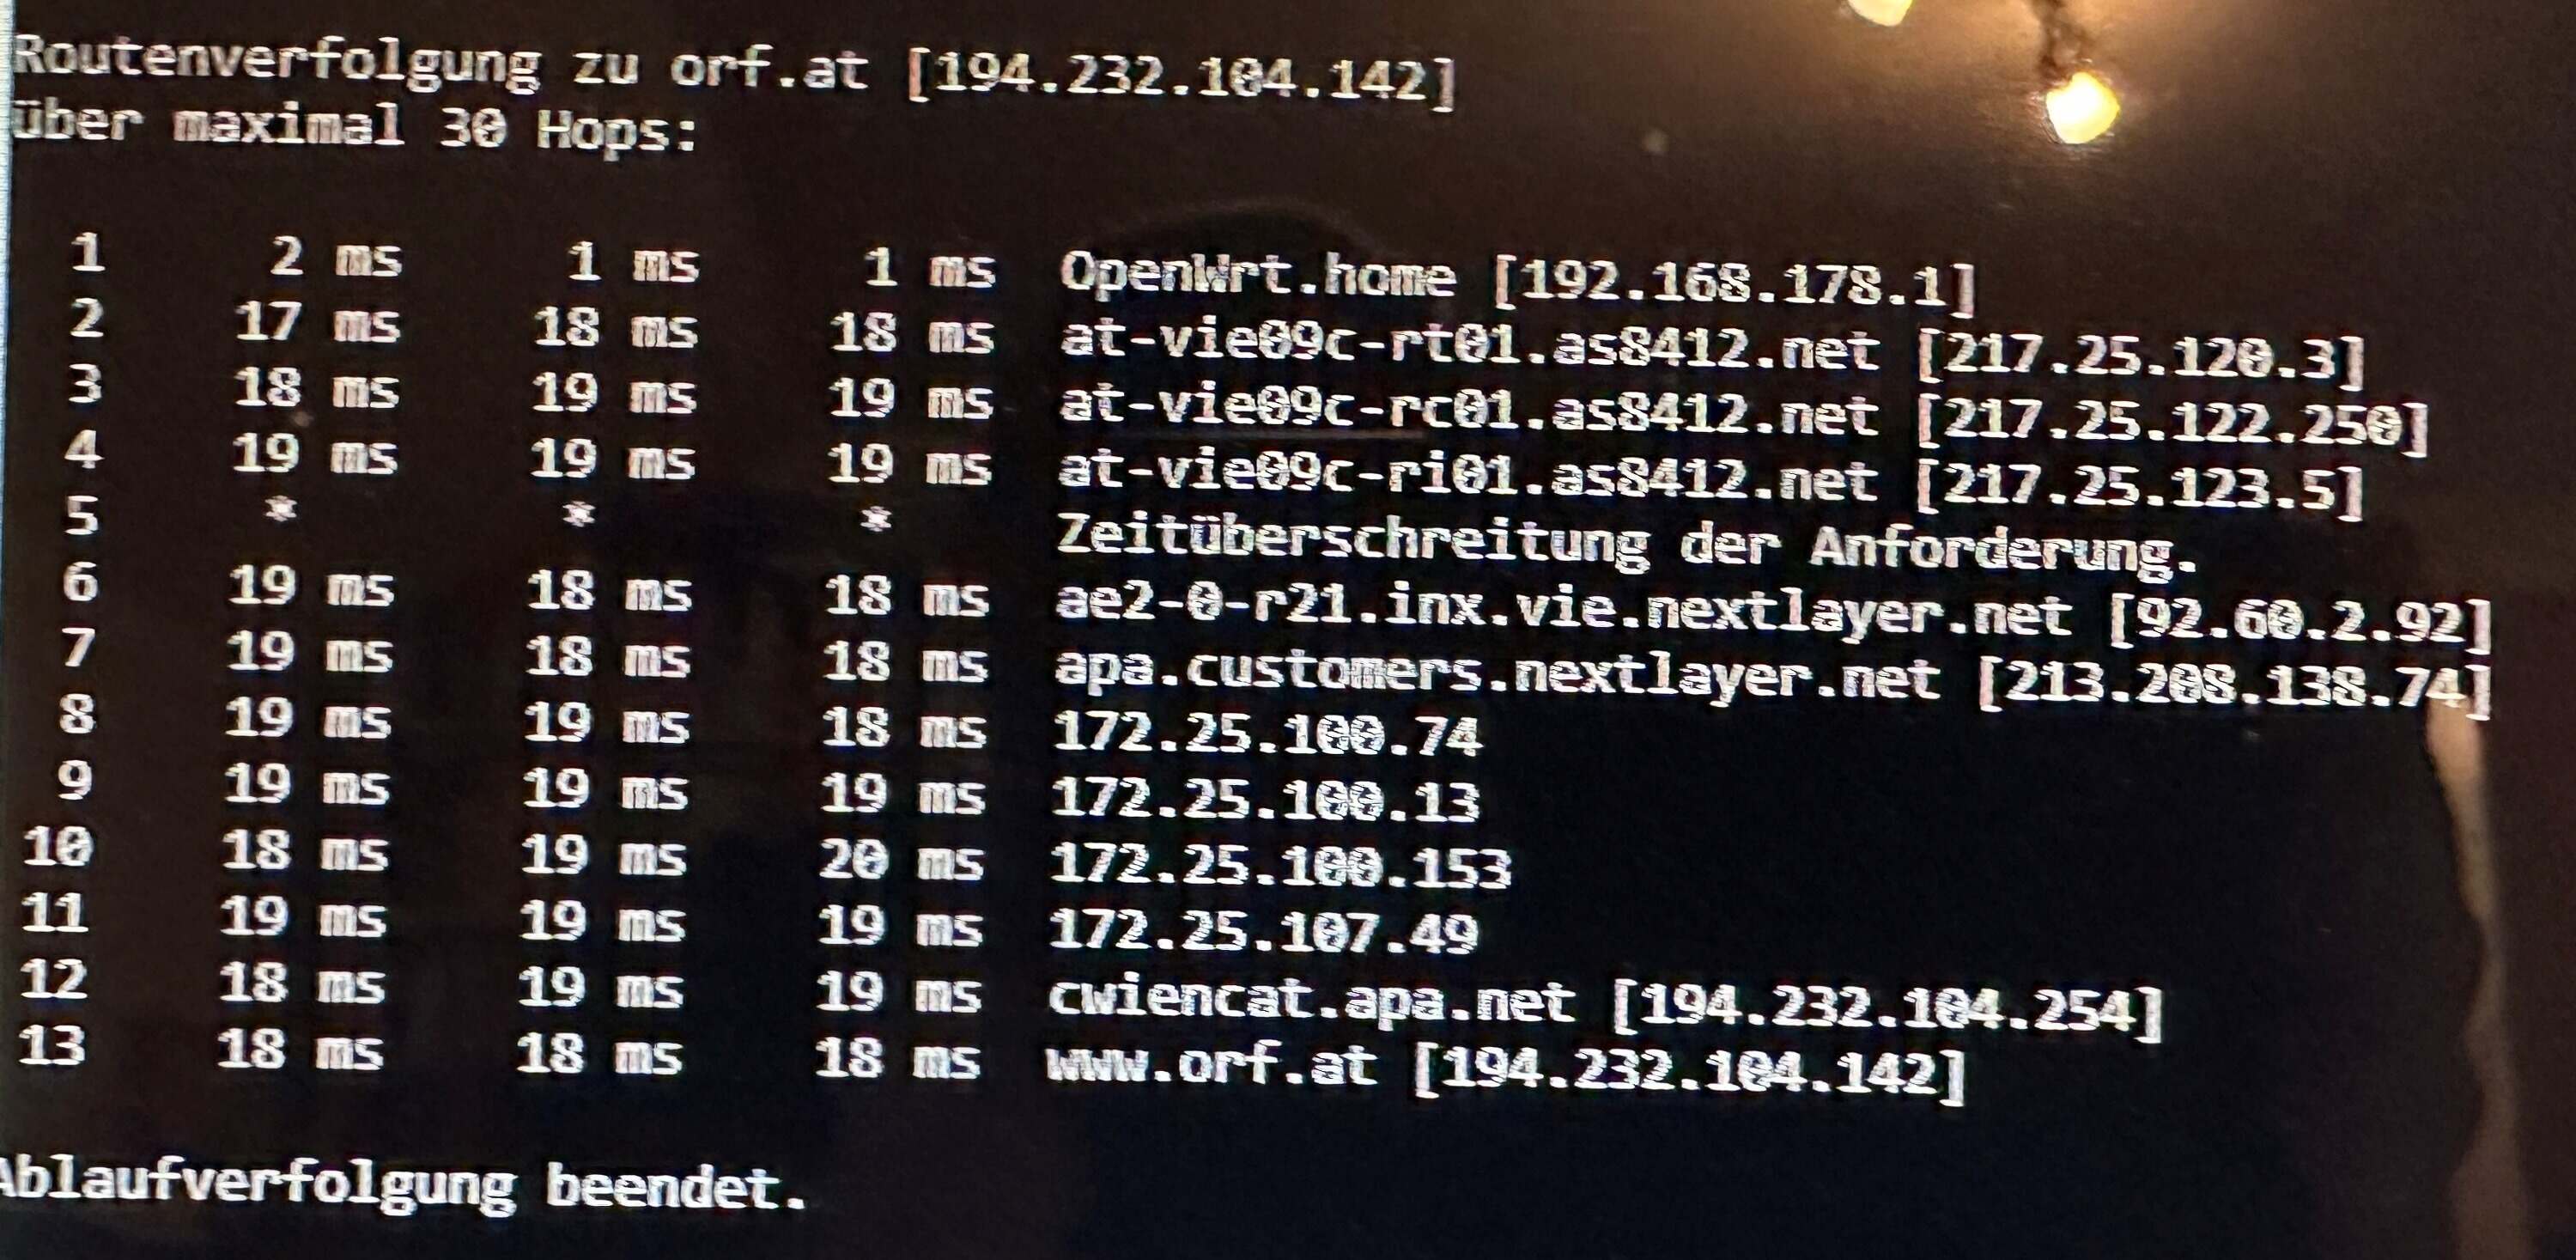 Routenverfolgung zu orf.at [194.232.104.142]
über maximal 30 Hops:
1 2 ms 1 ms 1 ms OpenWrt.home [192.168.178.1]
2 17 ms 18 ms 18 ms at-vie09c-rt01.as8412.net [217.25.120.3]
3 18 ms 19 ms 19 ms at-vie09c-rc01.as8412.net [217.25.122.250]
4 19 ms 19 ms 19 ms at-vie09c-ri01.as8412.net [217.25.123.5]
5 * * * Zeitüberschreitung der Anforderung.
6 19 ms 18 ms 18 ms ae2-0-r21.inx.vie.nextlayer.net [92.60.2.92]
7 19 ms 18 ms 18 ms apa.customers.nextlayer.net [213.208.138.74]
8 19 ms 19 ms 18 ms 172.25.100.74
9 19 ms 19 ms 19 ms 172.25.100.13
10 18 ms 19 ms 20 ms 172.25.100.153
11 19 ms 19 ms 19 ms 172.25.107.49
12 18 ms 19 ms 19 ms cwiencat.apa.net [194.232.104.254]
13 18 ms 18 ms 18 ms www.orf.at [194.232.104.142]
Ablaufverfolgung beendet.